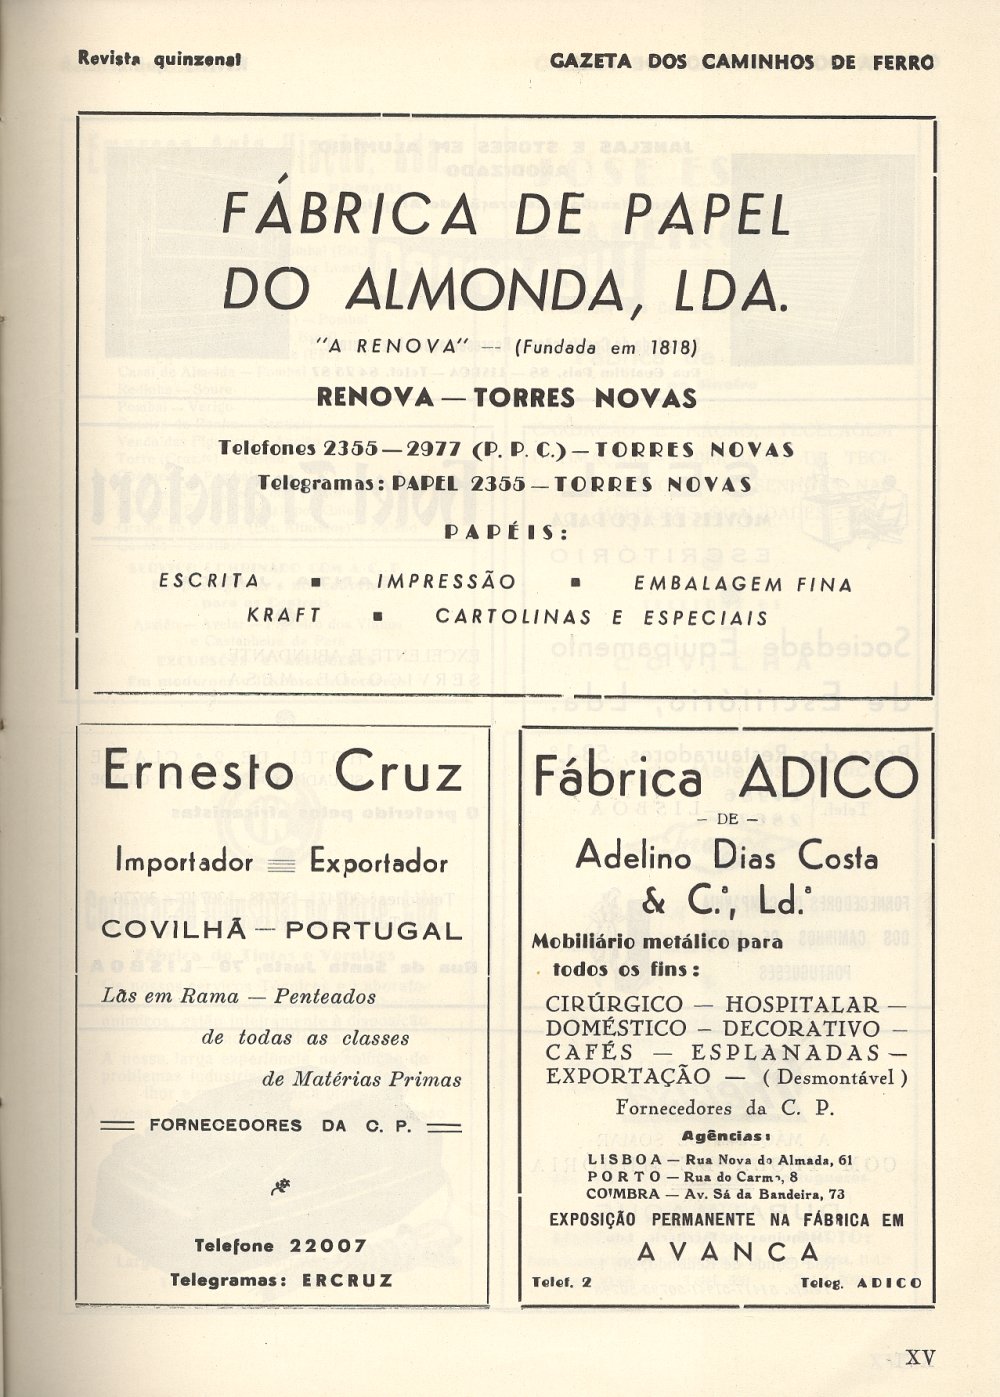 Revista quinzenal
GAZETA DOS CAMINHOS DE FERRO
FÁBRICA DE PAPEL
DO ALMONDA, LDA.
"A RENOVA" — (Fundada em 1818)
RENOVA — TORRES NOVAS
Telefones 2355 — 2977 (P. P. C.) — TORRES NOVAS
Telegramas: PAPEL 2355 — TORRES NOVAS
PAPÉIS:
ESCRITA ■ IMPRESSÃO ■ EMBALAGEM FINA
KRAFT ■ CARTOLINAS E ESPECIAIS
Ernesto Cruz
Importador Exportador
COVILHÃ — PORTUGAL
Lãs em Rama — Penteados
de todas as classes
de Matérias Primas
FORNECEDORES DA C. P.
Telefone 22007
Telegramas: ERCRUZ
Fábrica ADICO
– DE –
Adelino Dias Costa
& C.ª, Ld.ª
Mobiliário metálico para
todos os fins:
CIRÚRGICO — HOSPITALAR —
DOMÉSTICO — DECORATIVO —
CAFÉS — ESPLANADAS —
EXPORTAÇÃO — (Desmontável)
Fornecedores da C. P.
Agências:
LISBOA — Rua Nova do Almada, 61
PORTO — Rua do Carmo, 8
COIMBRA — Av. Sá da Bandeira, 73
EXPOSIÇÃO PERMANENTE NA FÁBRICA EM
AVANCA
Telef. 2 Teleg. ADICO
XV